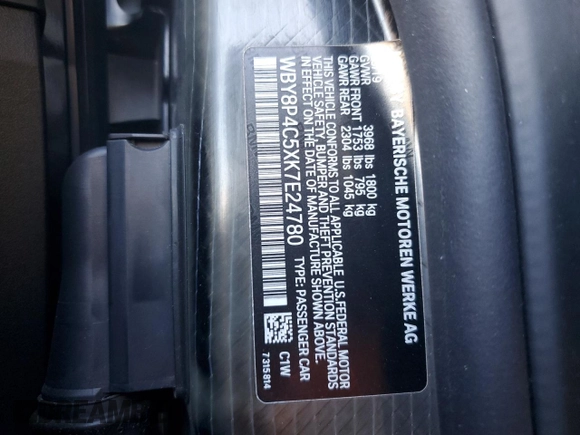 BAYERISCHE MOTOREN WERKE AG
GVWR 3968 lbs 1800 kg
GAWR FRONT 1753 lbs 795 kg
GAWR REAR 2304 lbs 1045 kg
THIS VEHICLE CONFORMS TO ALL APPLICABLE U.S.FEDERAL MOTOR
VEHICLE SAFETY, BUMPER AND THEFT PREVENTION STANDARDS
IN EFFECT ON THE DATE OF MANUFACTURE SHOWN ABOVE.
WBY8P4C5XK7E24780 TYPE: PASSENGER CAR
C1W
7315814